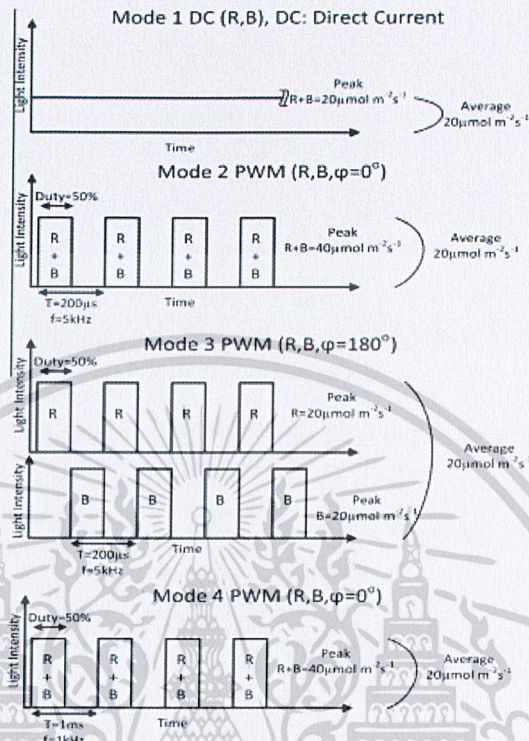 Mode 1 DC (R,B), DC: Direct Current
Light Intensity
Peak
R+B=20μmol m⁻²s⁻¹
Average
20μmol m⁻²s⁻¹
Time
Mode 2 PWM (R,B,φ=0°)
Light Intensity
Duty=50%
R + B
R + B
R + B
R + B
Peak
R+B=40μmol m⁻²s⁻¹
Average
20μmol m⁻²s⁻¹
T=200μs
f=5kHz
Time
Mode 3 PWM (R,B,φ=180°)
Light Intensity
Duty=50%
R R R R
Peak
R=20μmol m⁻²s⁻¹
Average
20μmol m⁻²s⁻¹
Light Intensity
B B B B
Peak
B=20μmol m⁻²s⁻¹
T=200μs
f=5kHz
Time
Mode 4 PWM (R,B,φ=0°)
Light Intensity
Duty=50%
R + B
R + B
R + B
R + B
Peak
R+B=40μmol m⁻²s⁻¹
Average
20μmol m⁻²s⁻¹
T=1ms
f=1kHz
Time